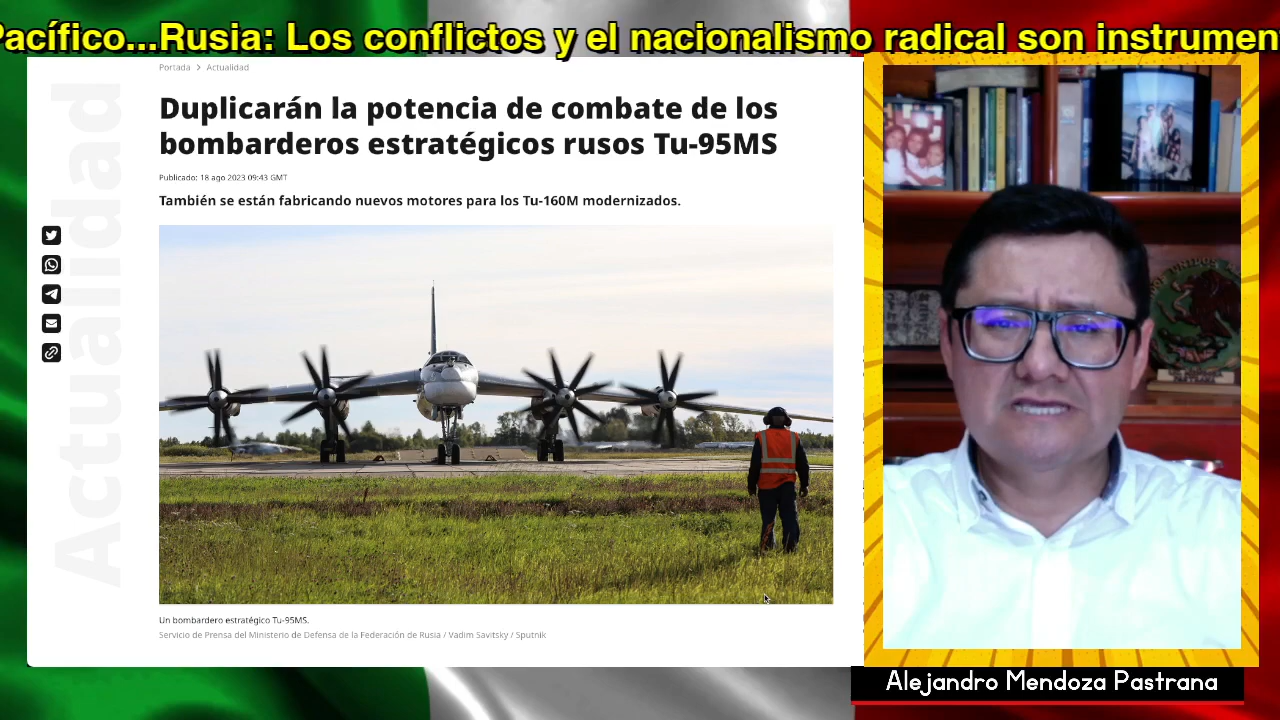 Pacífico...Rusia: Los conflictos y el nacionalismo radical son instrumen
Portada > Actualidad
Actualidad
Duplicarán la potencia de combate de los
bombarderos estratégicos rusos Tu-95MS
Publicado: 18 ago 2023 09:43 GMT
También se están fabricando nuevos motores para los Tu-160M modernizados.
Un bombardero estratégico Tu-95MS.
Servicio de Prensa del Ministerio de Defensa de la Federación de Rusia / Vadim Savitsky / Sputnik
Alejandro Mendoza Pastrana